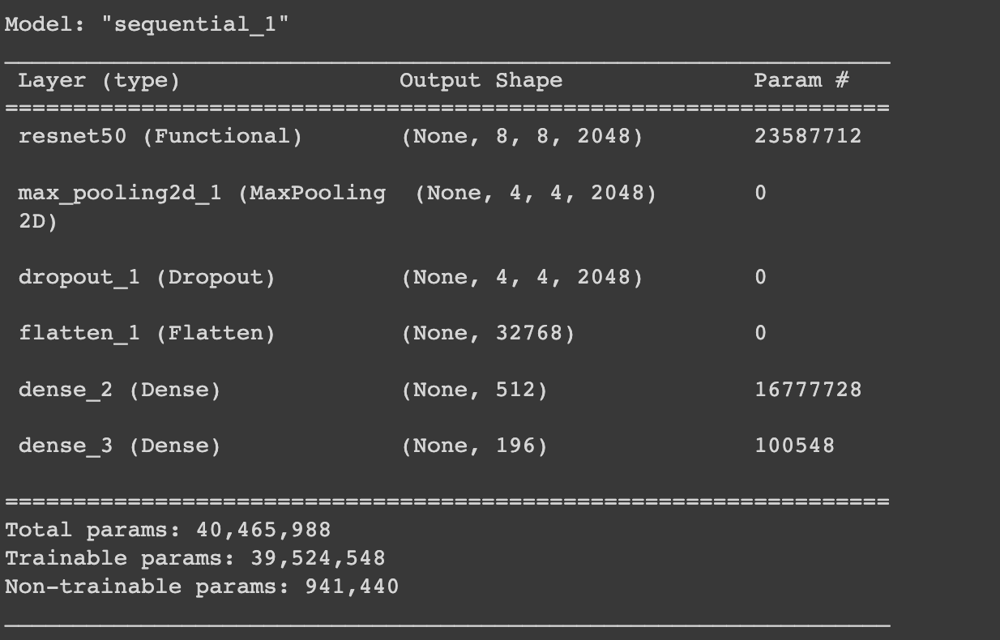 Model: "sequential_1"
Layer (type) Output Shape Param #
=================================================================
resnet50 (Functional) (None, 8, 8, 2048) 23587712
max_pooling2d_1 (MaxPooling (None, 4, 4, 2048) 0
2D)
dropout_1 (Dropout) (None, 4, 4, 2048) 0
flatten_1 (Flatten) (None, 32768) 0
dense_2 (Dense) (None, 512) 16777728
dense_3 (Dense) (None, 196) 100548
=================================================================
Total params: 40,465,988
Trainable params: 39,524,548
Non-trainable params: 941,440